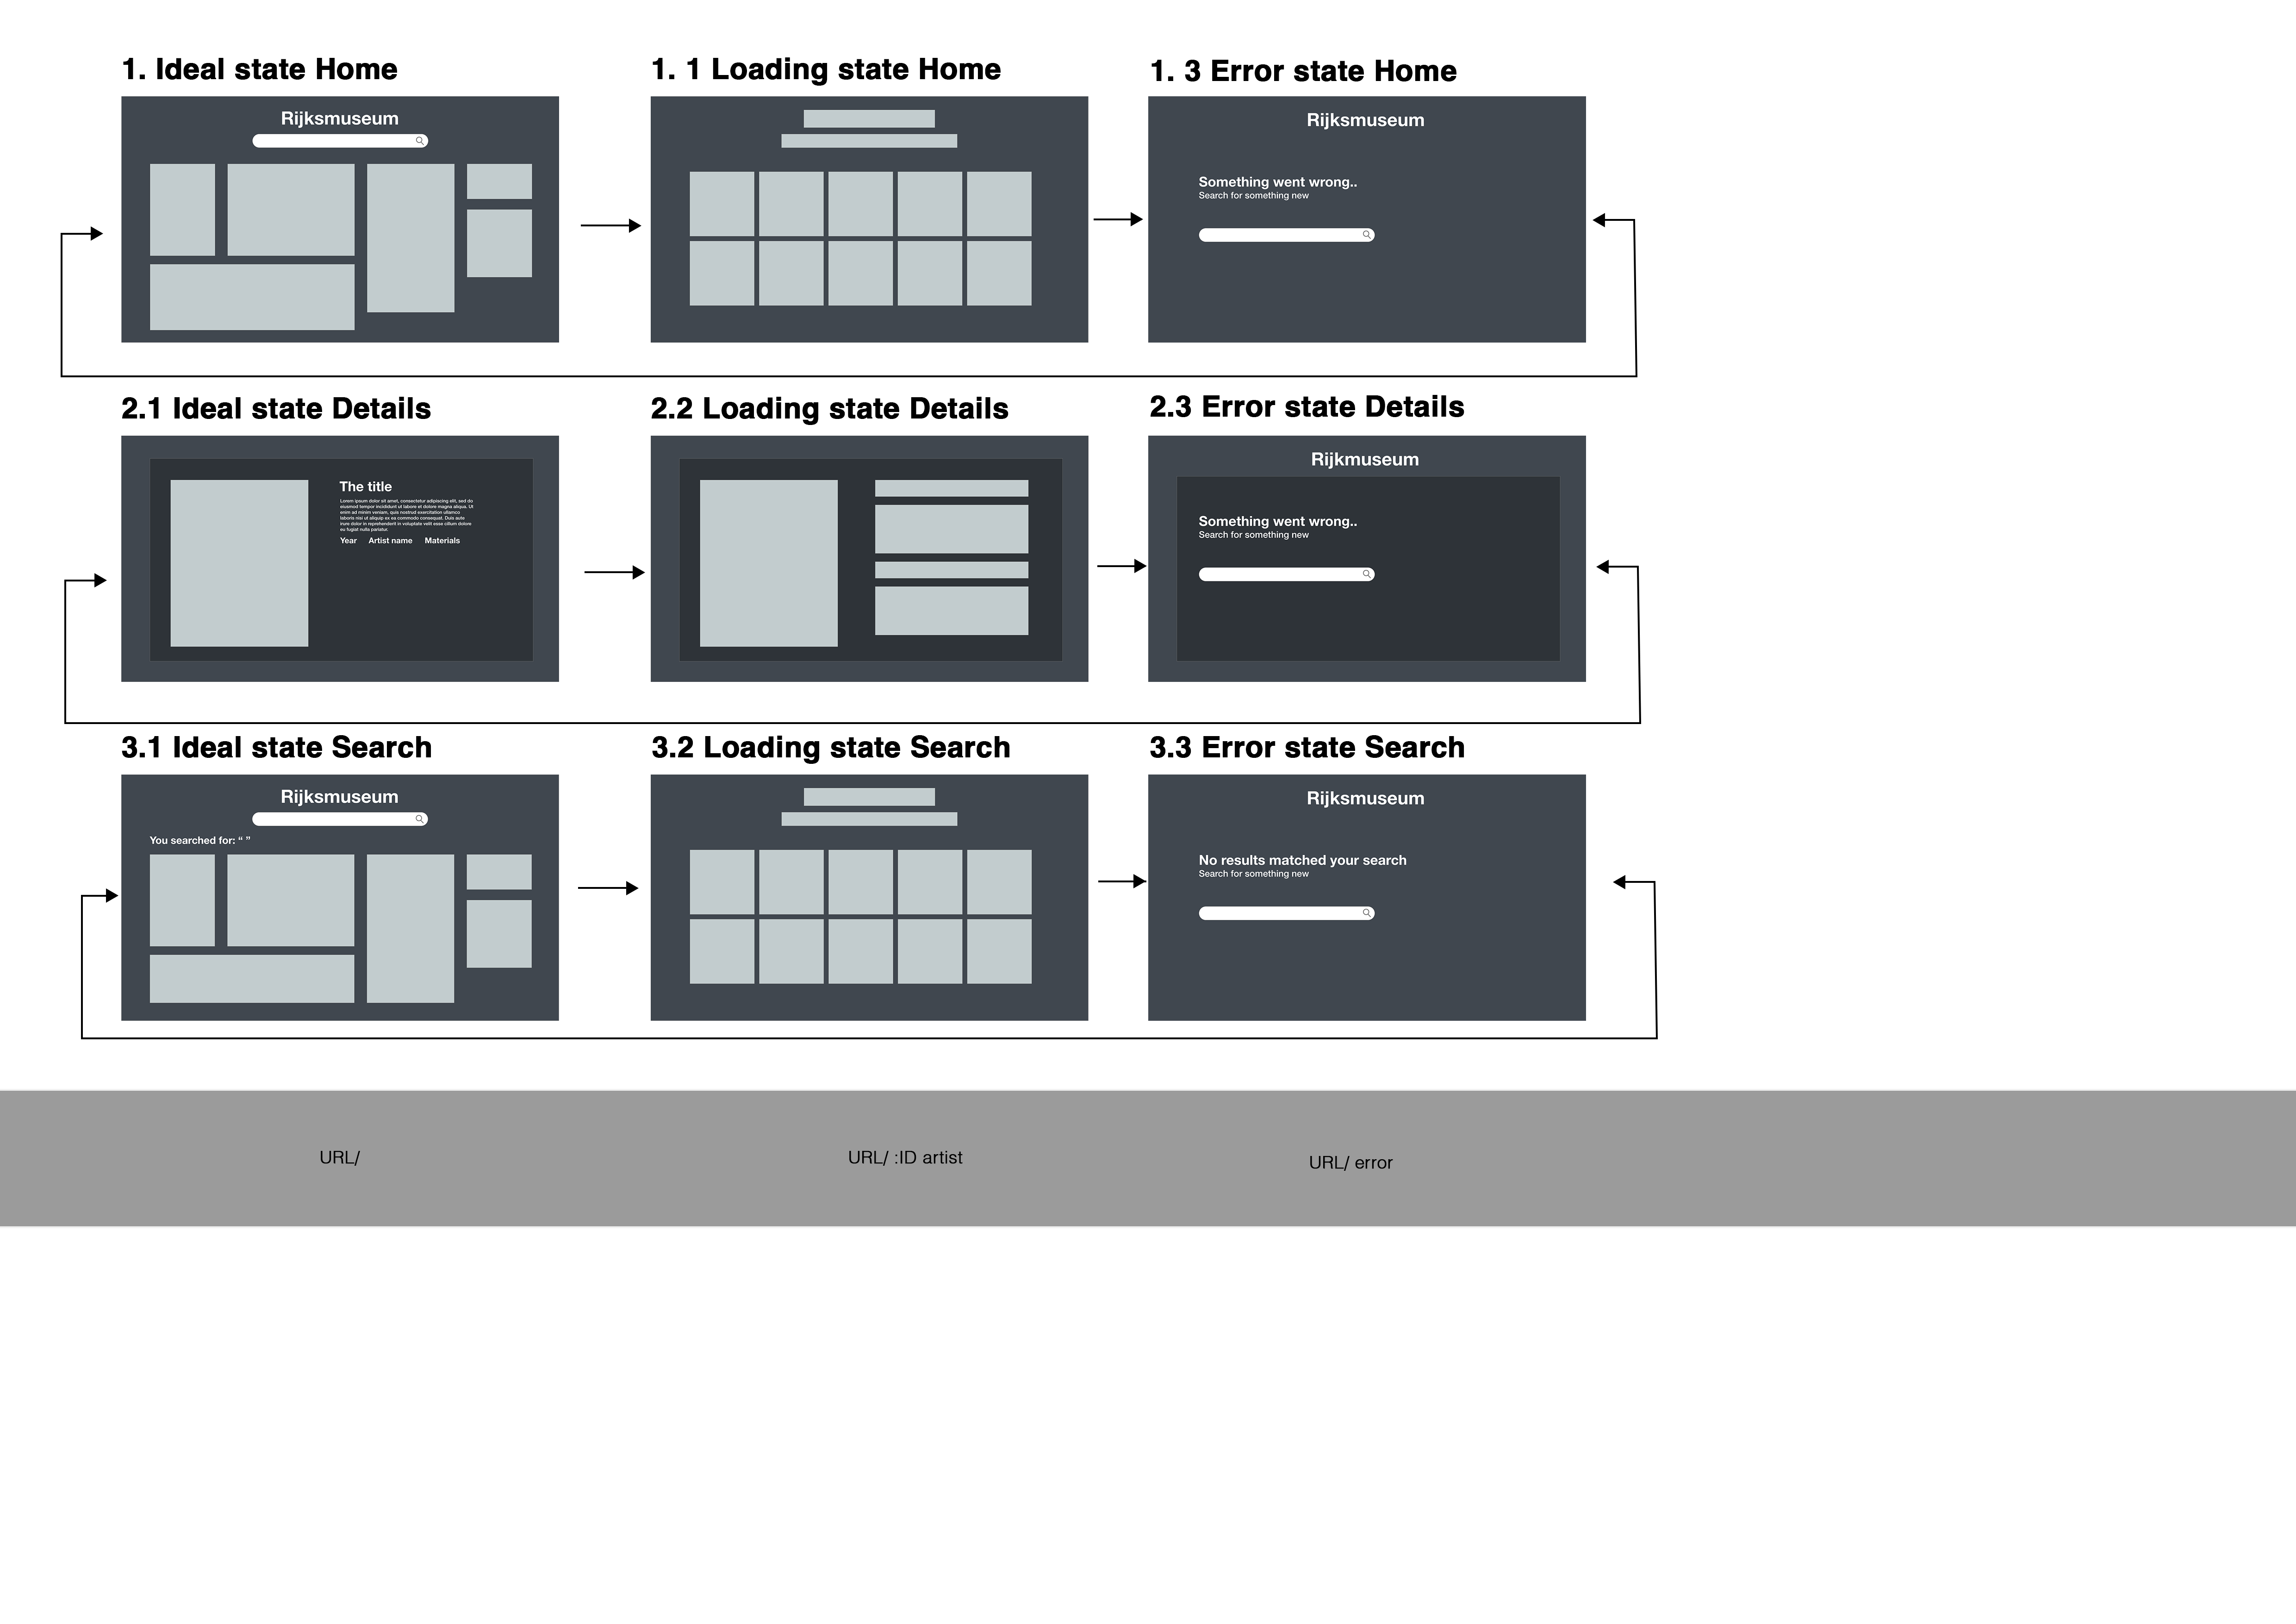 1. Ideal state Home
1. 1 Loading state Home
1. 3 Error state Home
Rijksmuseum
Rijksmuseum
Something went wrong..
Search for something new
2.1 Ideal state Details
2.2 Loading state Details
2.3 Error state Details
The title
Lorem ipsum dolor sit amet, consectetur adipiscing elit, sed do
eiusmod tempor incididunt ut labore et dolore magna aliqua. Ut
enim ad minim veniam, quis nostrud exercitation ullamco
laboris nisi ut aliquip ex ea commodo consequat. Duis aute
irure dolor in reprehenderit in voluptate velit esse cillum dolore
eu fugiat nulla pariatur.
Year Artist name Materials
Rijkmuseum
Something went wrong..
Search for something new
3.1 Ideal state Search
3.2 Loading state Search
3.3 Error state Search
Rijksmuseum
You searched for: “ ”
Rijksmuseum
No results matched your search
Search for something new
URL/
URL/ :ID artist
URL/ error